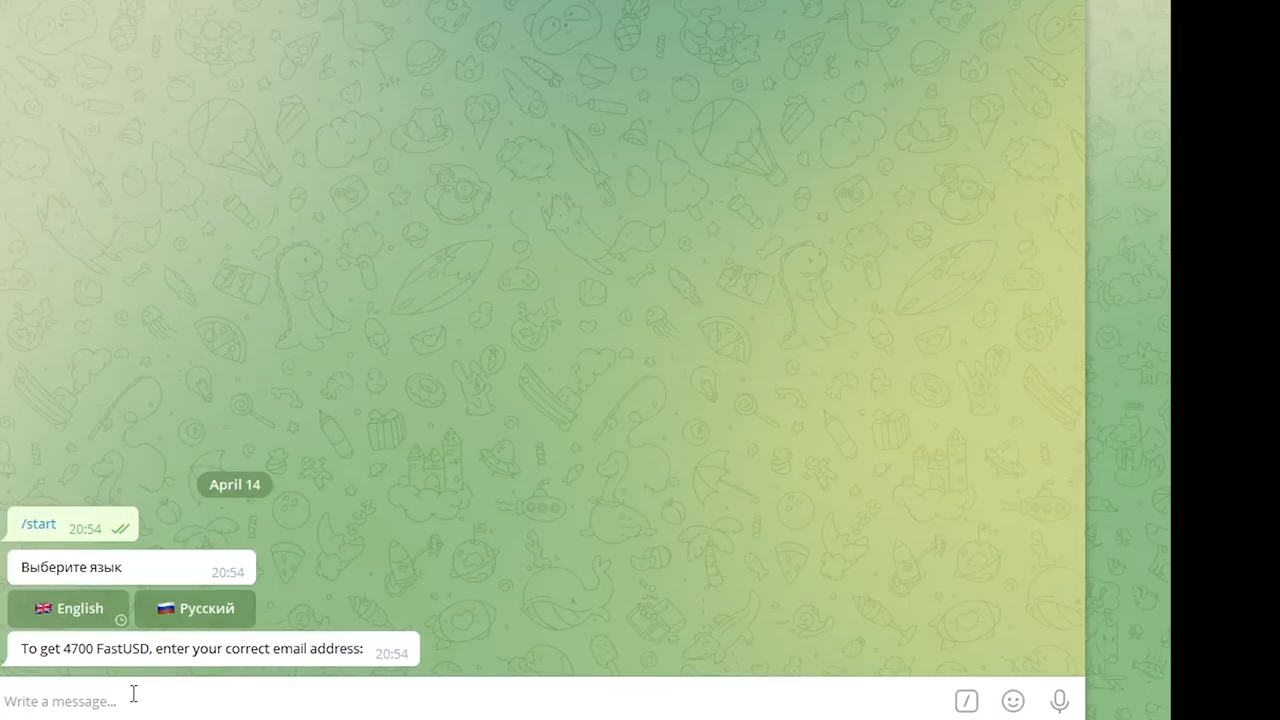 April 14
/start 20:54
Выберите язык 20:54
English Русский
To get 4700 FastUSD, enter your correct email address: 20:54
Write a message...